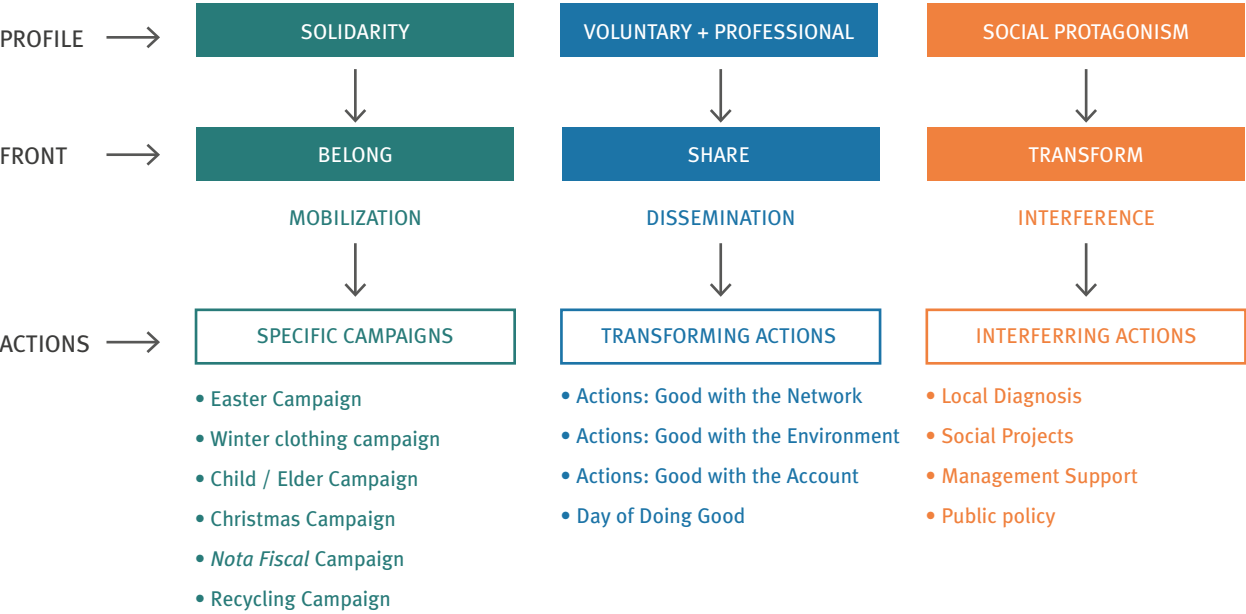 PROFILE
SOLIDARITY
VOLUNTARY + PROFESSIONAL
SOCIAL PROTAGONISM
FRONT
BELONG
SHARE
TRANSFORM
MOBILIZATION
DISSEMINATION
INTERFERENCE
ACTIONS
SPECIFIC CAMPAIGNS
TRANSFORMING ACTIONS
INTERFERRING ACTIONS
• Easter Campaign
• Winter clothing campaign
• Child / Elder Campaign
• Christmas Campaign
• Nota Fiscal Campaign
• Recycling Campaign
• Actions: Good with the Network
• Actions: Good with the Environment
• Actions: Good with the Account
• Day of Doing Good
• Local Diagnosis
• Social Projects
• Management Support
• Public policy